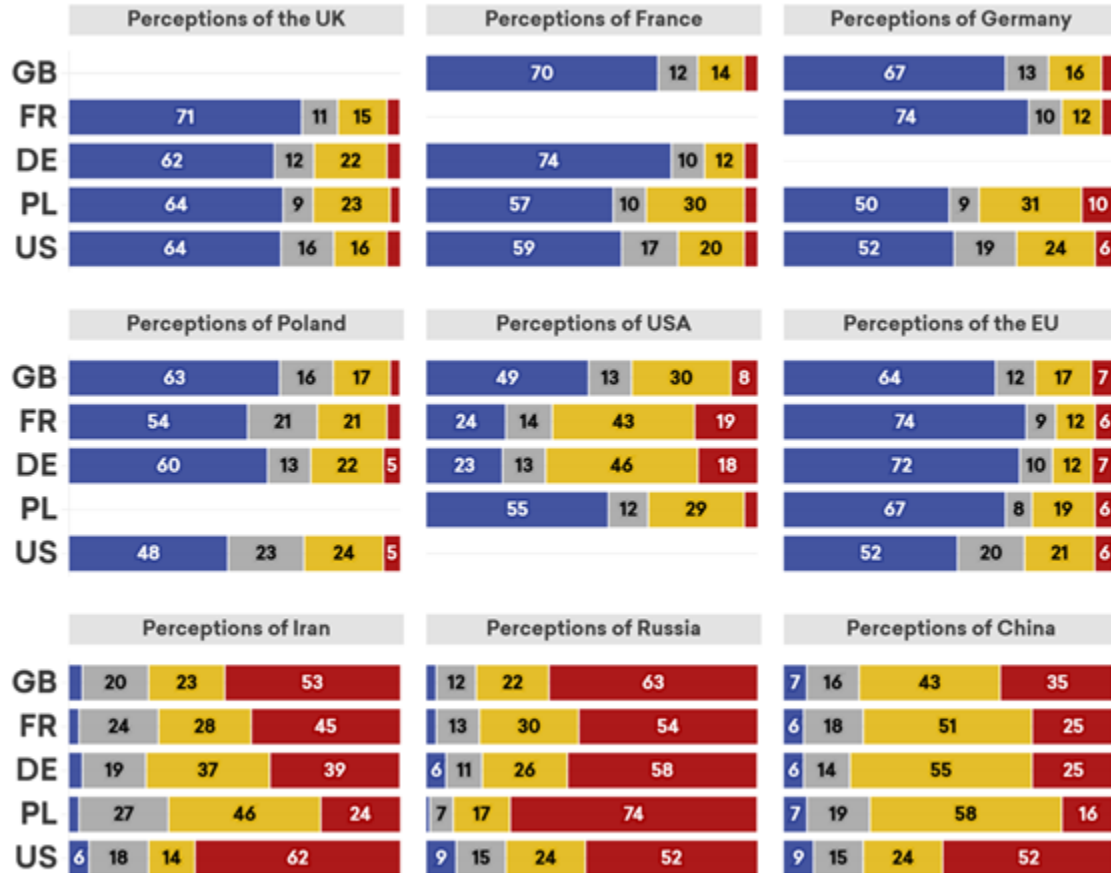 Perceptions of the UK Perceptions of France Perceptions of Germany
GB 70 12 14 67 13 16
FR 71 11 15 74 10 12
DE 62 12 22 74 10 12
PL 64 9 23 57 10 30 50 9 31 10
US 64 16 16 59 17 20 52 19 24 6
Perceptions of Poland Perceptions of USA Perceptions of the EU
GB 63 16 17 49 13 30 8 64 12 17 7
FR 54 21 21 24 14 43 19 74 9 12 6
DE 60 13 22 5 23 13 46 18 72 10 12 7
PL 55 12 29 67 8 19 6
US 48 23 24 5 52 20 21 6
Perceptions of Iran Perceptions of Russia Perceptions of China
GB 20 23 53 12 22 63 7 16 43 35
FR 24 28 45 13 30 54 6 18 51 25
DE 19 37 39 6 11 26 58 6 14 55 25
PL 27 46 24 7 17 74 7 19 58 16
US 6 18 14 62 9 15 24 52 9 15 24 52